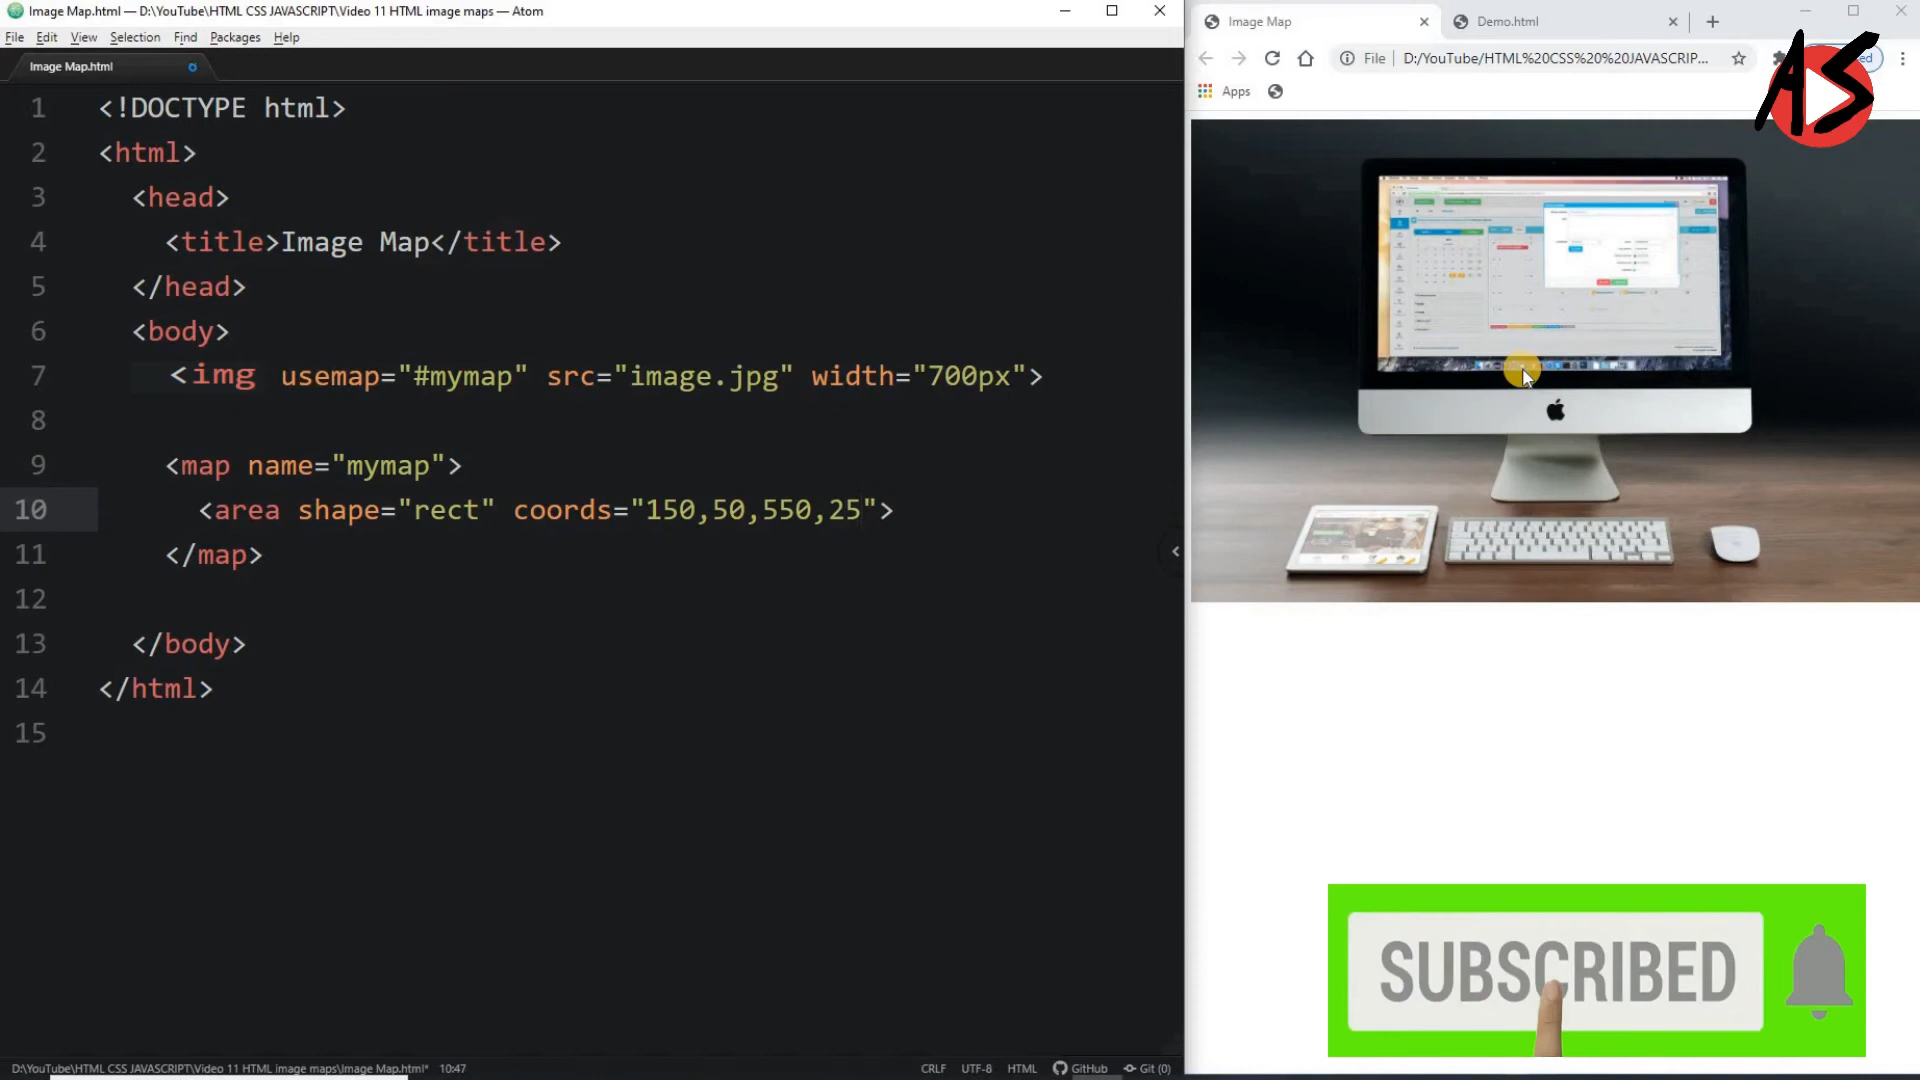 Image Map.html — D:\YouTube\HTML CSS JAVASCRIPT\Video 11 HTML image maps — Atom
File Edit View Selection Find Packages Help
Image Map.html
1 <!DOCTYPE html>
2 <html>
3 <head>
4 <title>Image Map</title>
5 </head>
6 <body>
7 <img usemap="#mymap" src="image.jpg" width="700px">
8
9 <map name="mymap">
10 <area shape="rect" coords="150,50,550,25">
11 </map>
12
13 </body>
14 </html>
15
D:\YouTube\HTML CSS JAVASCRIPT\Video 11 HTML image maps\Image Map.html* 10:47
CRLF UTF-8 HTML GitHub Git (0)
Image Map
Demo.html
File D:/YouTube/HTML%20CSS%20%20JAVASCRIP...
ed
AS
Apps
SUBSCRIBED